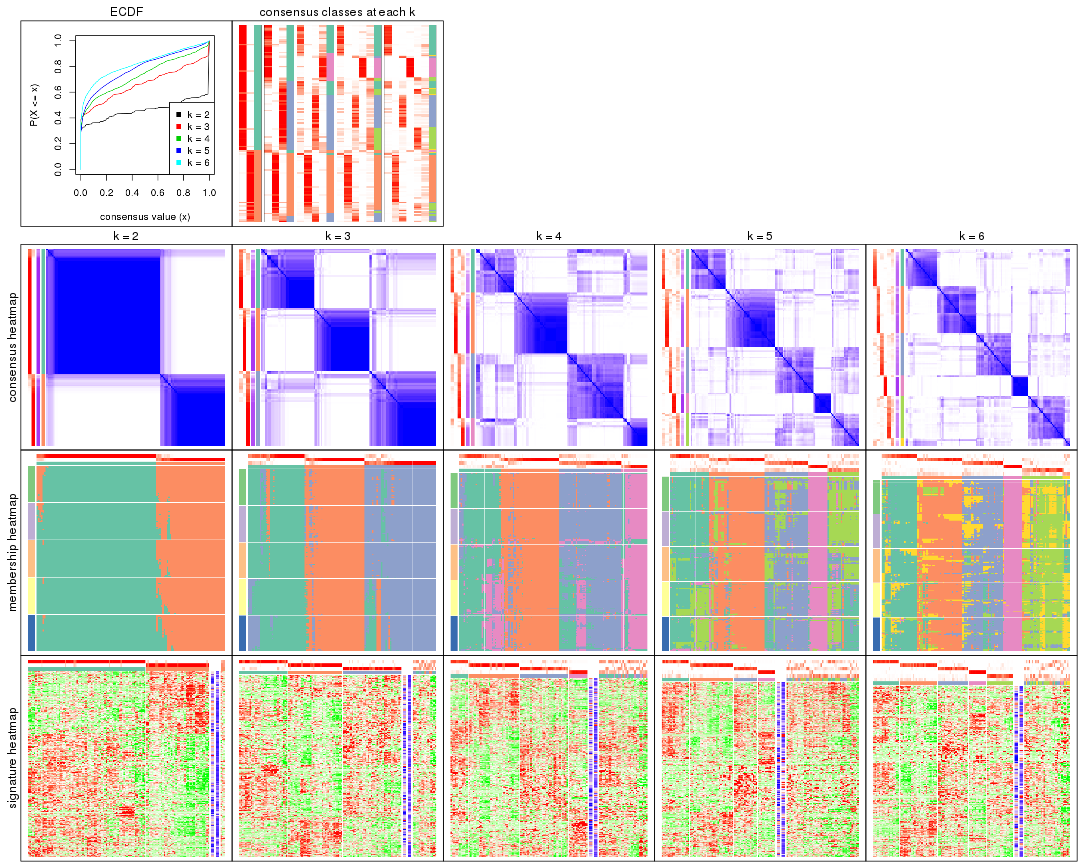 ECDF
consensus classes at each k
P(X <= x)
0.0
0.2
0.4
0.6
0.8
1.0
k = 2
k = 3
k = 4
k = 5
k = 6
0.0 0.2 0.4 0.6 0.8 1.0
consensus value (x)
k = 2
k = 3
k = 4
k = 5
k = 6
consensus heatmap
membership heatmap
signature heatmap